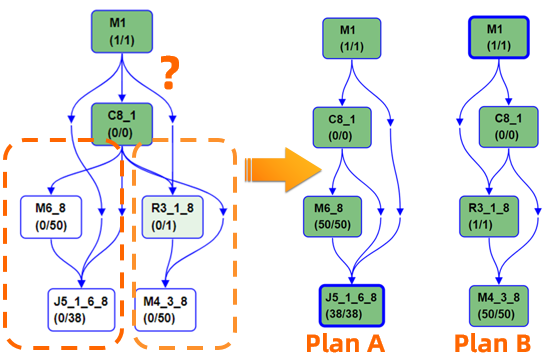 M1
(1/1)
?
C8_1
(0/0)
M6_8
(0/50)
R3_1_8
(0/1)
J5_1_6_8
(0/38)
M4_3_8
(0/50)
M1
(1/1)
C8_1
(0/0)
M6_8
(50/50)
J5_1_6_8
(38/38)
Plan A
M1
(1/1)
C8_1
(0/0)
R3_1_8
(1/1)
M4_3_8
(50/50)
Plan B